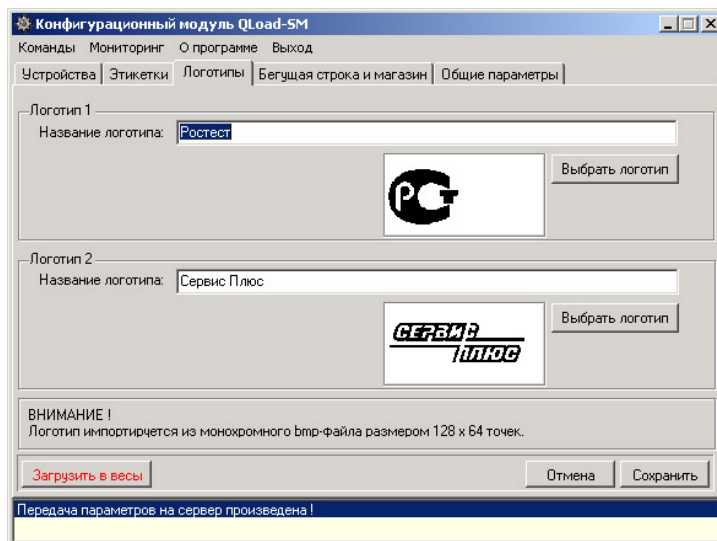 Конфигурационный модуль QLoad-SM
Команды Мониторинг О программе Выход
Устройства Этикетки Логотипы Бегущая строка и магазин Общие параметры
Логотип 1
Название логотипа: Ростест
РСТ Выбрать логотип
Логотип 2
Название логотипа: Сервис Плюс
СЕРВИС Выбрать логотип
ПЛЮС
ВНИМАНИЕ !
Логотип импортируется из монохромного bmp-файла размером 128 x 64 точек.
Загрузить в весы Отмена Сохранить
Передача параметров на сервер произведена !